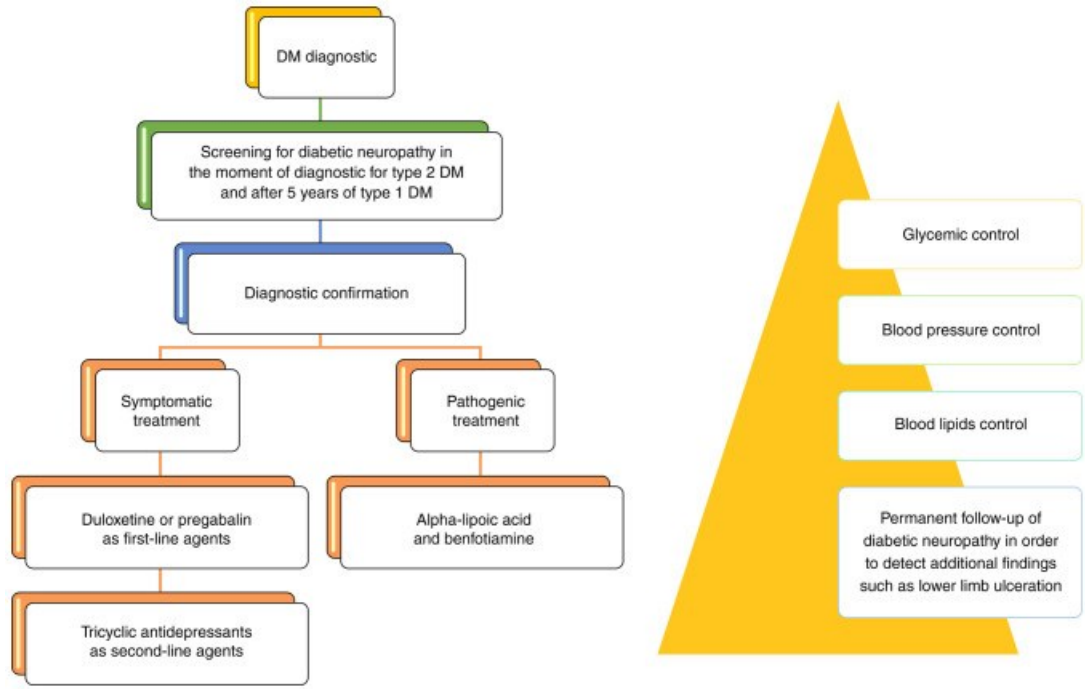 DM diagnostic
Screening for diabetic neuropathy in
the moment of diagnostic for type 2 DM
and after 5 years of type 1 DM
Diagnostic confirmation
Symptomatic
treatment
Pathogenic
treatment
Duloxetine or pregabalin
as first-line agents
Alpha-lipoic acid
and benfotiamine
Tricyclic antidepressants
as second-line agents
Glycemic control
Blood pressure control
Blood lipids control
Permanent follow-up of
diabetic neuropathy in order
to detect additional findings
such as lower limb ulceration